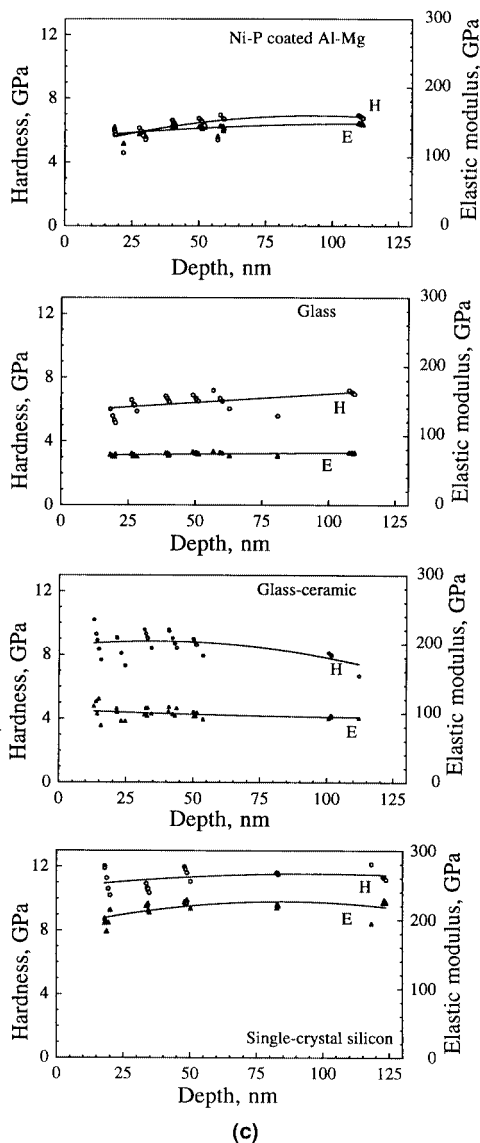 Ni-P coated Al-Mg
Hardness, GPa
12
8
4
0
300
200
100
0
Elastic modulus, GPa
H
E
0 25 50 75 100 125
Depth, nm
Glass
Hardness, GPa
12
8
4
0
300
200
100
0
Elastic modulus, GPa
H
E
0 25 50 75 100 125
Depth, nm
Glass-ceramic
Hardness, GPa
12
8
4
0
300
200
100
0
Elastic modulus, GPa
H
E
0 25 50 75 100 125
Depth, nm
Hardness, GPa
12
8
4
0
300
200
100
0
Elastic modulus, GPa
H
E
Single-crystal silicon
0 25 50 75 100 125
Depth, nm
(c)